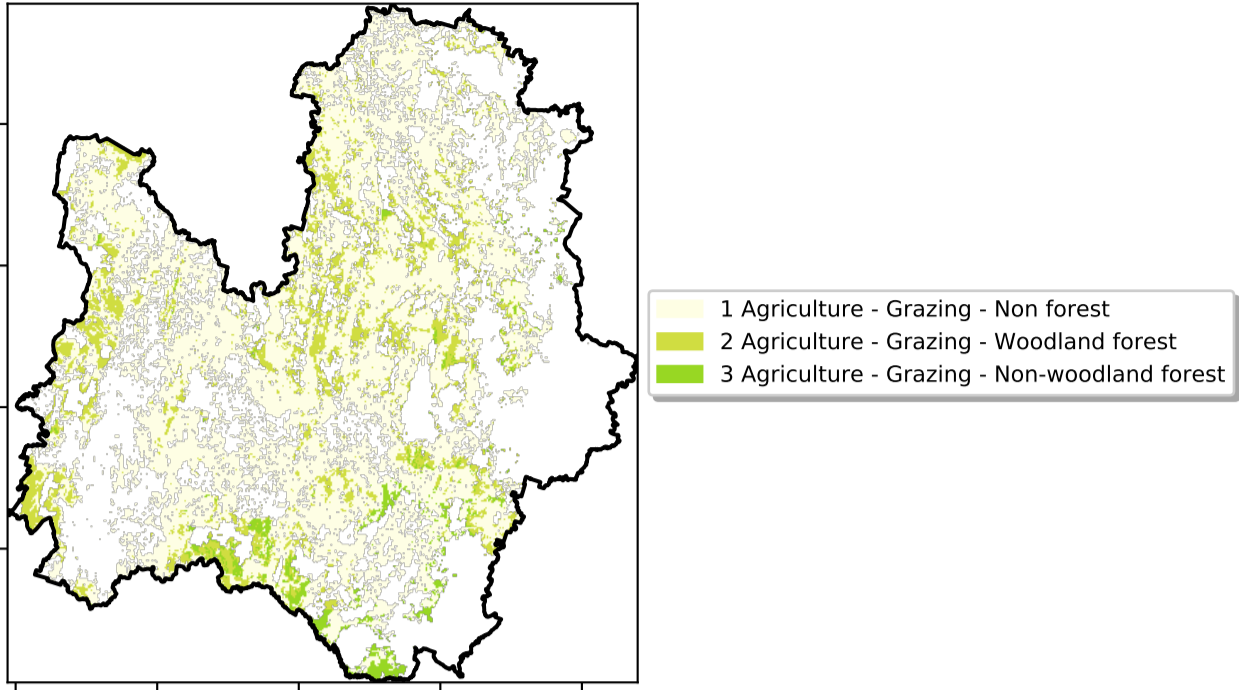 1 Agriculture - Grazing - Non forest
2 Agriculture - Grazing - Woodland forest
3 Agriculture - Grazing - Non-woodland forest